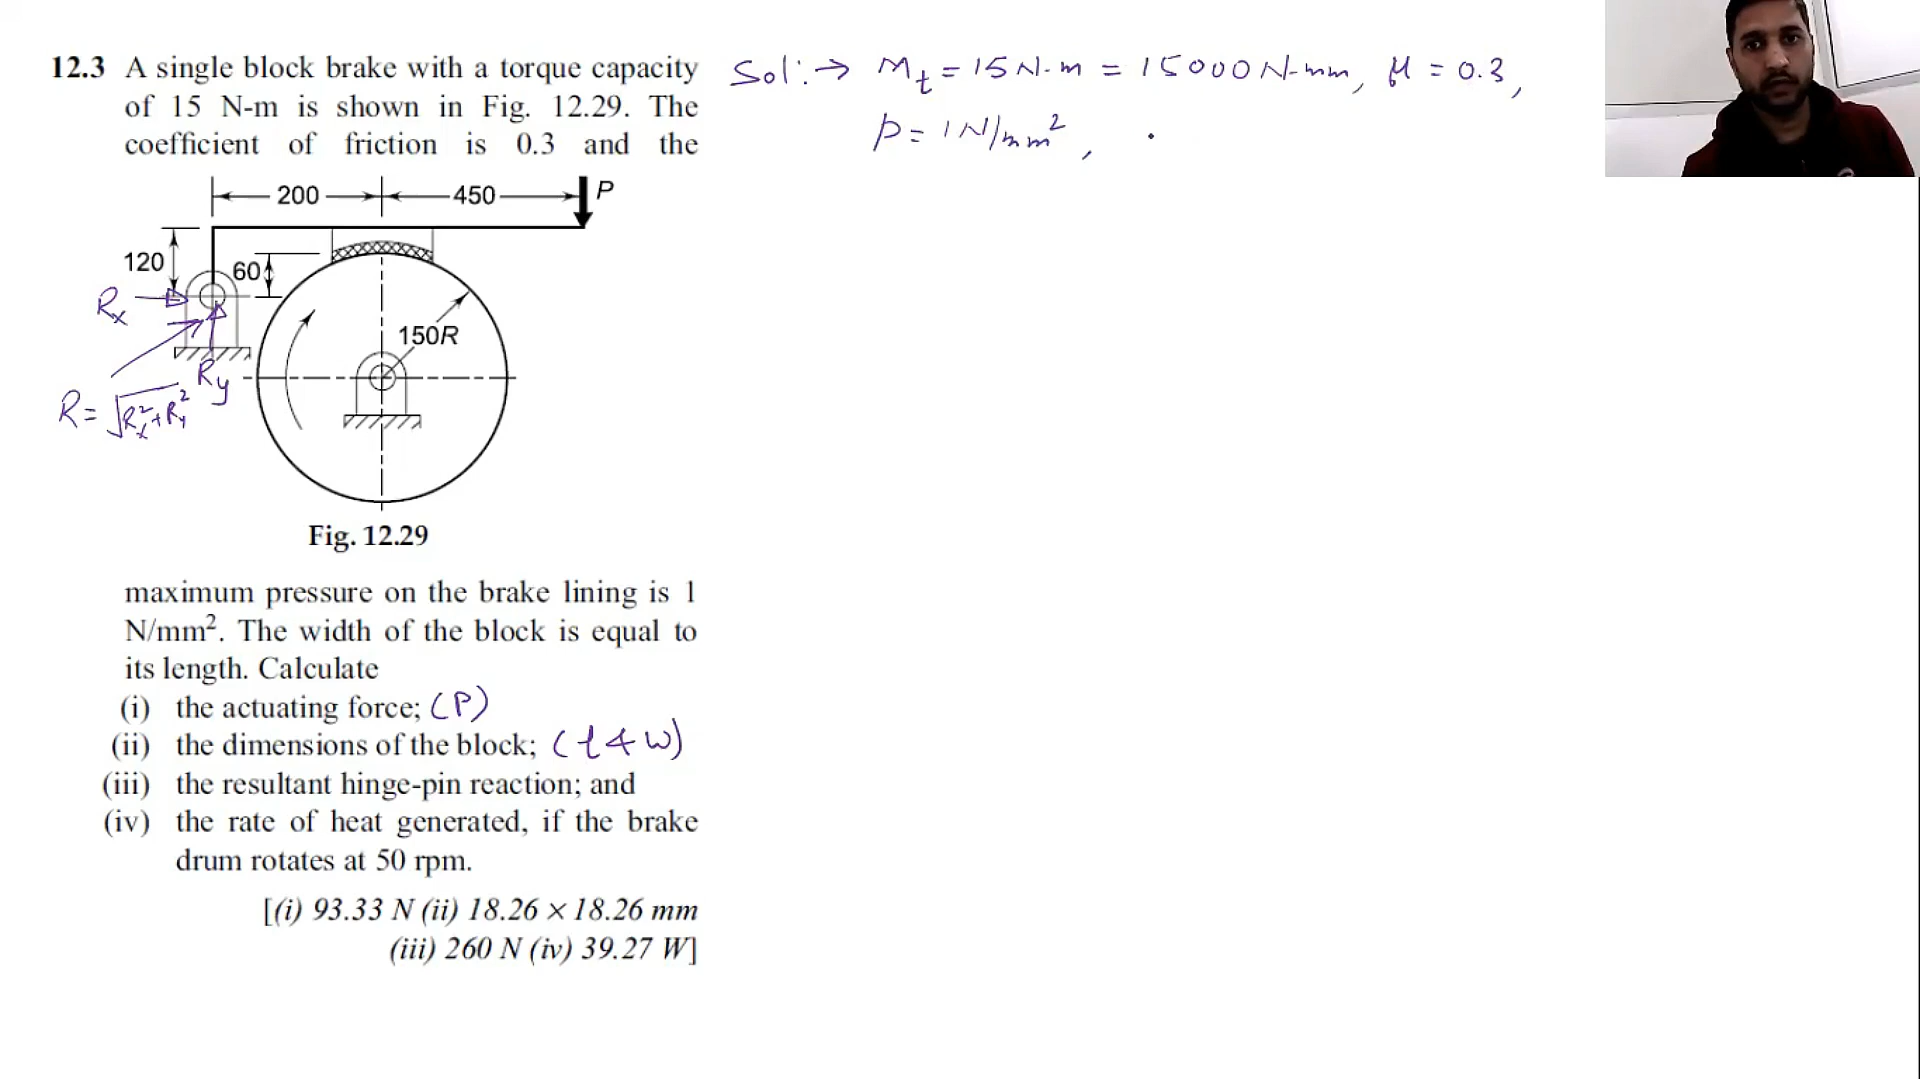 12.3 A single block brake with a torque capacity
of 15 N-m is shown in Fig. 12.29. The
coefficient of friction is 0.3 and the
200 450 P
120
60
150R
Rx
Ry
R = √Rx²+Ry²
Fig. 12.29
maximum pressure on the brake lining is 1
N/mm². The width of the block is equal to
its length. Calculate
(i) the actuating force; (P)
(ii) the dimensions of the block; (l & w)
(iii) the resultant hinge-pin reaction; and
(iv) the rate of heat generated, if the brake
drum rotates at 50 rpm.
[(i) 93.33 N (ii) 18.26 × 18.26 mm
(iii) 260 N (iv) 39.27 W]
Sol:→ Mt = 15 N-m = 15000 N-mm, μ = 0.3,
p = 1 N/mm²,